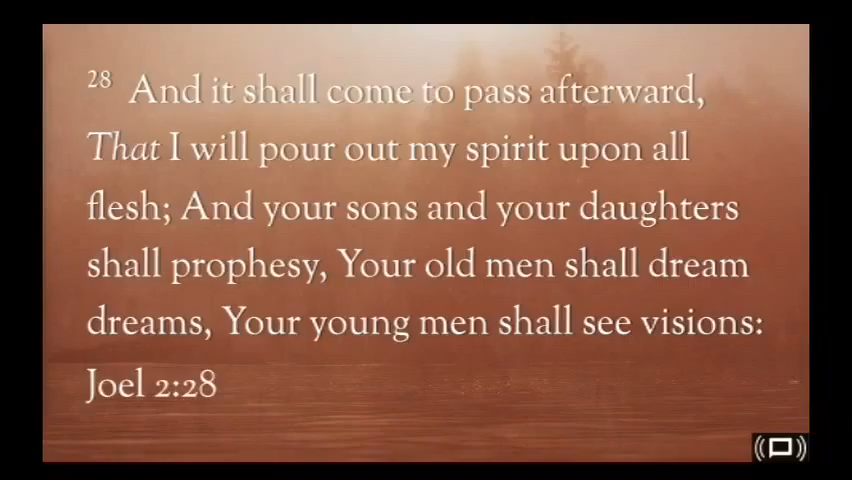 28 And it shall come to pass afterward,
That I will pour out my spirit upon all
flesh; And your sons and your daughters
shall prophesy, Your old men shall dream
dreams, Your young men shall see visions:
Joel 2:28